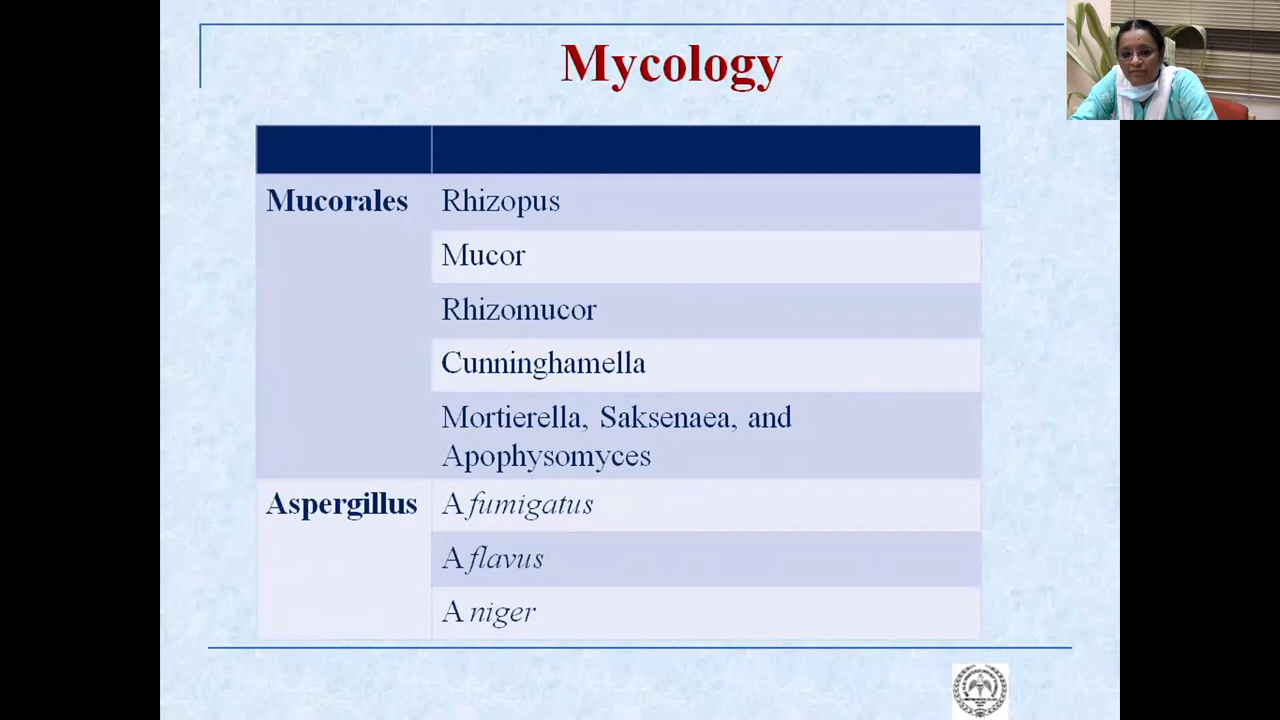 Mycology
Mucorales
Rhizopus
Mucor
Rhizomucor
Cunninghamella
Mortierella, Saksenaea, and
Apophysomyces
Aspergillus
A fumigatus
A flavus
A niger